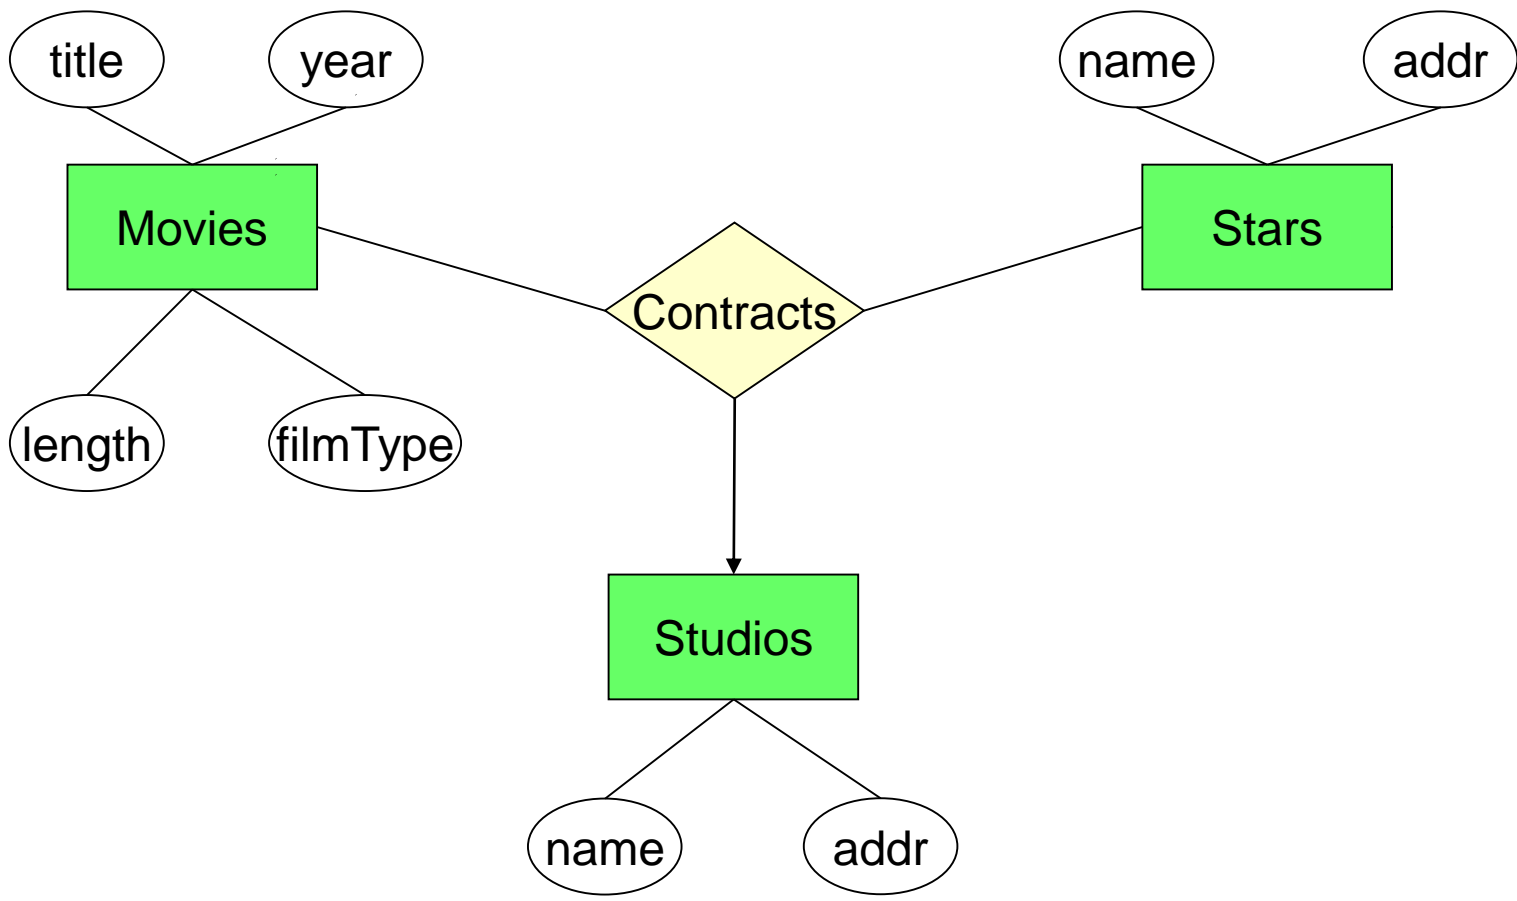 title
year
name
addr
Movies
Stars
Contracts
length
filmType
Studios
name
addr